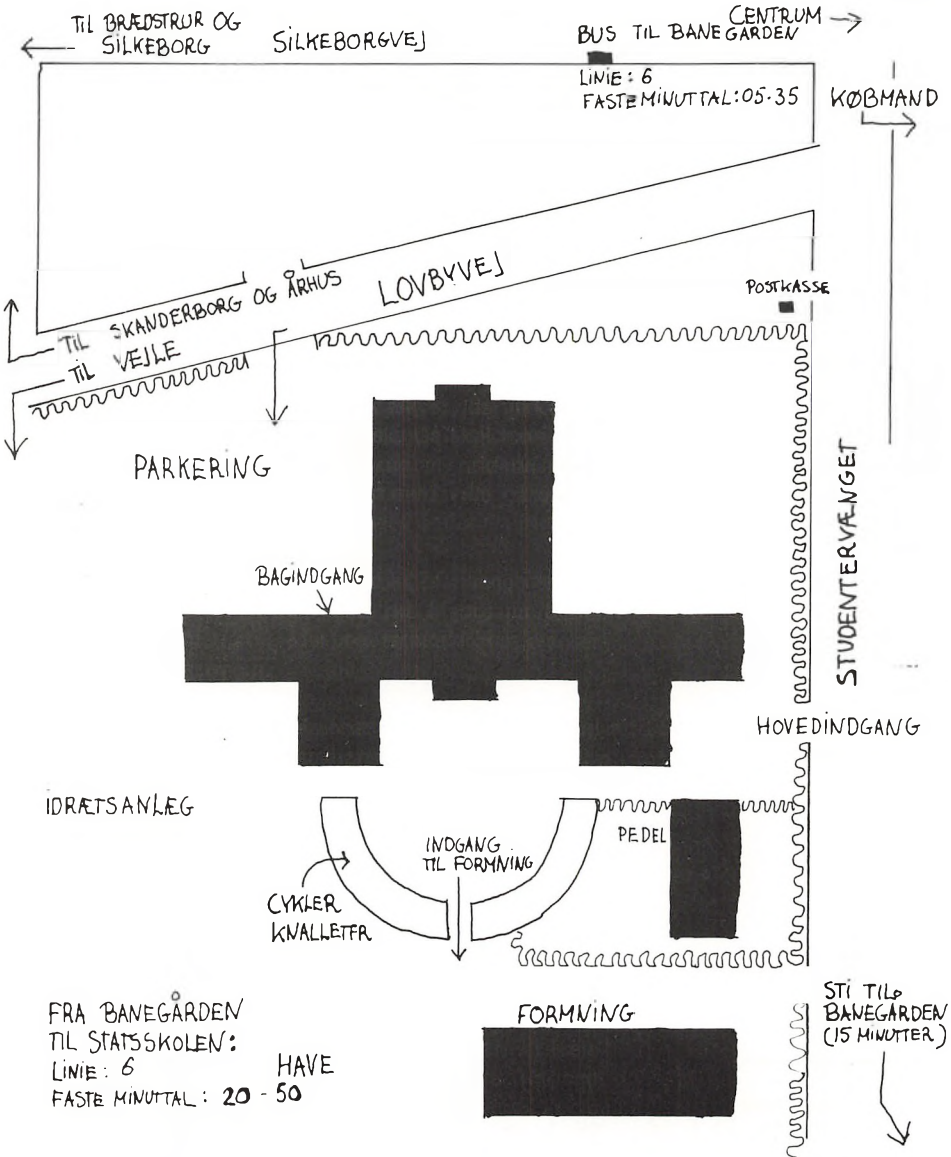 TIL BRÆDSTRUP OG
SILKEBORG
SILKEBORGVEJ
CENTRUM
BUS TIL BANEGÅRDEN
LINIE: 6
FASTE MINUTTAL: 05-35
KØBMAND
LOVBYVEJ
TIL SKANDERBORG OG ÅRHUS
TIL VEJLE
POSTKASSE
PARKERING
STUDENTERVÆNGET
BAGINDGANG
HOVEDINDGANG
IDRÆTSANLÆG
PEDEL
INDGANG
TIL FORMNING
CYKLER
KNALLETER
FRA BANEGÅRDEN
TIL STATSSKOLEN:
LINIE: 6
FASTE MINUTTAL: 20 - 50
HAVE
FORMNING
STI TIL
BANEGÅRDEN
(15 MINUTTER)